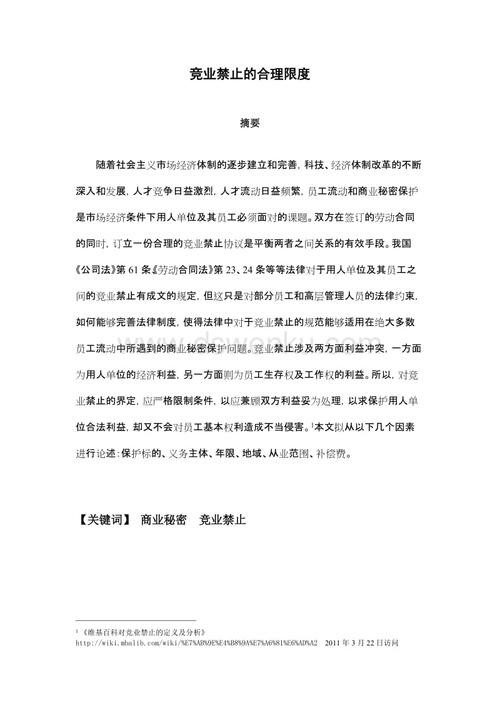 竞业禁止的合理限度
摘要
随着社会主义市场经济体制的逐步建立和完善, 科技、经济体制改革的不断
深入和发展, 人才竞争日益激烈, 人才流动日益频繁, 员工流动和商业秘密保护
是市场经济条件下用人单位及其员工必须面对的课题。双方在签订的劳动合同
的同时, 订立一份合理的竞业禁止协议是平衡两者之间关系的有效手段。我国
《公司法》第 61 条、《劳动合同法》第 23、24 条等等法律对于用人单位及其员工之
间的竞业禁止有成文的规定, 但这只是对部分员工和高层管理人员的法律约束,
如何能够完善法律制度, 使得法律中对于竞业禁止的规范能够适用在绝大多数
员工流动中所遇到的商业秘密保护问题。竞业禁止涉及两方面利益冲突, 一方面
为用人单位的经济利益, 另一方面则为员工生存权及工作权的利益。所以, 对竞
业禁止的界定, 应严格限制条件, 以应兼顾双方利益妥为处理, 以求保护用人单
位合法利益, 却又不会对员工基本权利造成不当侵害。¹本文拟从以下几个因素
进行论述:保护标的、义务主体、年限、地域、从业范围、补偿费。
【关键词】 商业秘密 竞业禁止
¹《维基百科对竞业禁止的定义及分析》
http://wiki.mbalib.com/wiki/%E7%AB%9E%E4%B8%9A%E7%A6%81%E6%AD%A2 2011 年 3 月 22 日访问